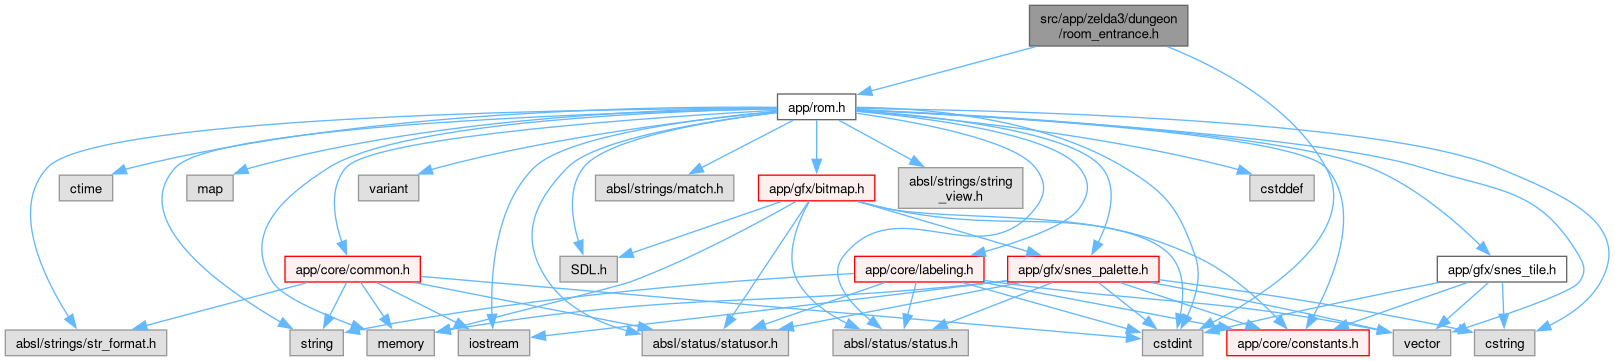 src/app/zelda3/dungeon
/room_entrance.h
app/rom.h
ctime
map
variant
absl/strings/match.h
app/gfx/bitmap.h
absl/strings/string
_view.h
cstddef
app/core/common.h
SDL.h
app/core/labeling.h
app/gfx/snes_palette.h
app/gfx/snes_tile.h
absl/strings/str_format.h
string
memory
iostream
absl/status/statusor.h
absl/status/status.h
cstdint
app/core/constants.h
vector
cstring